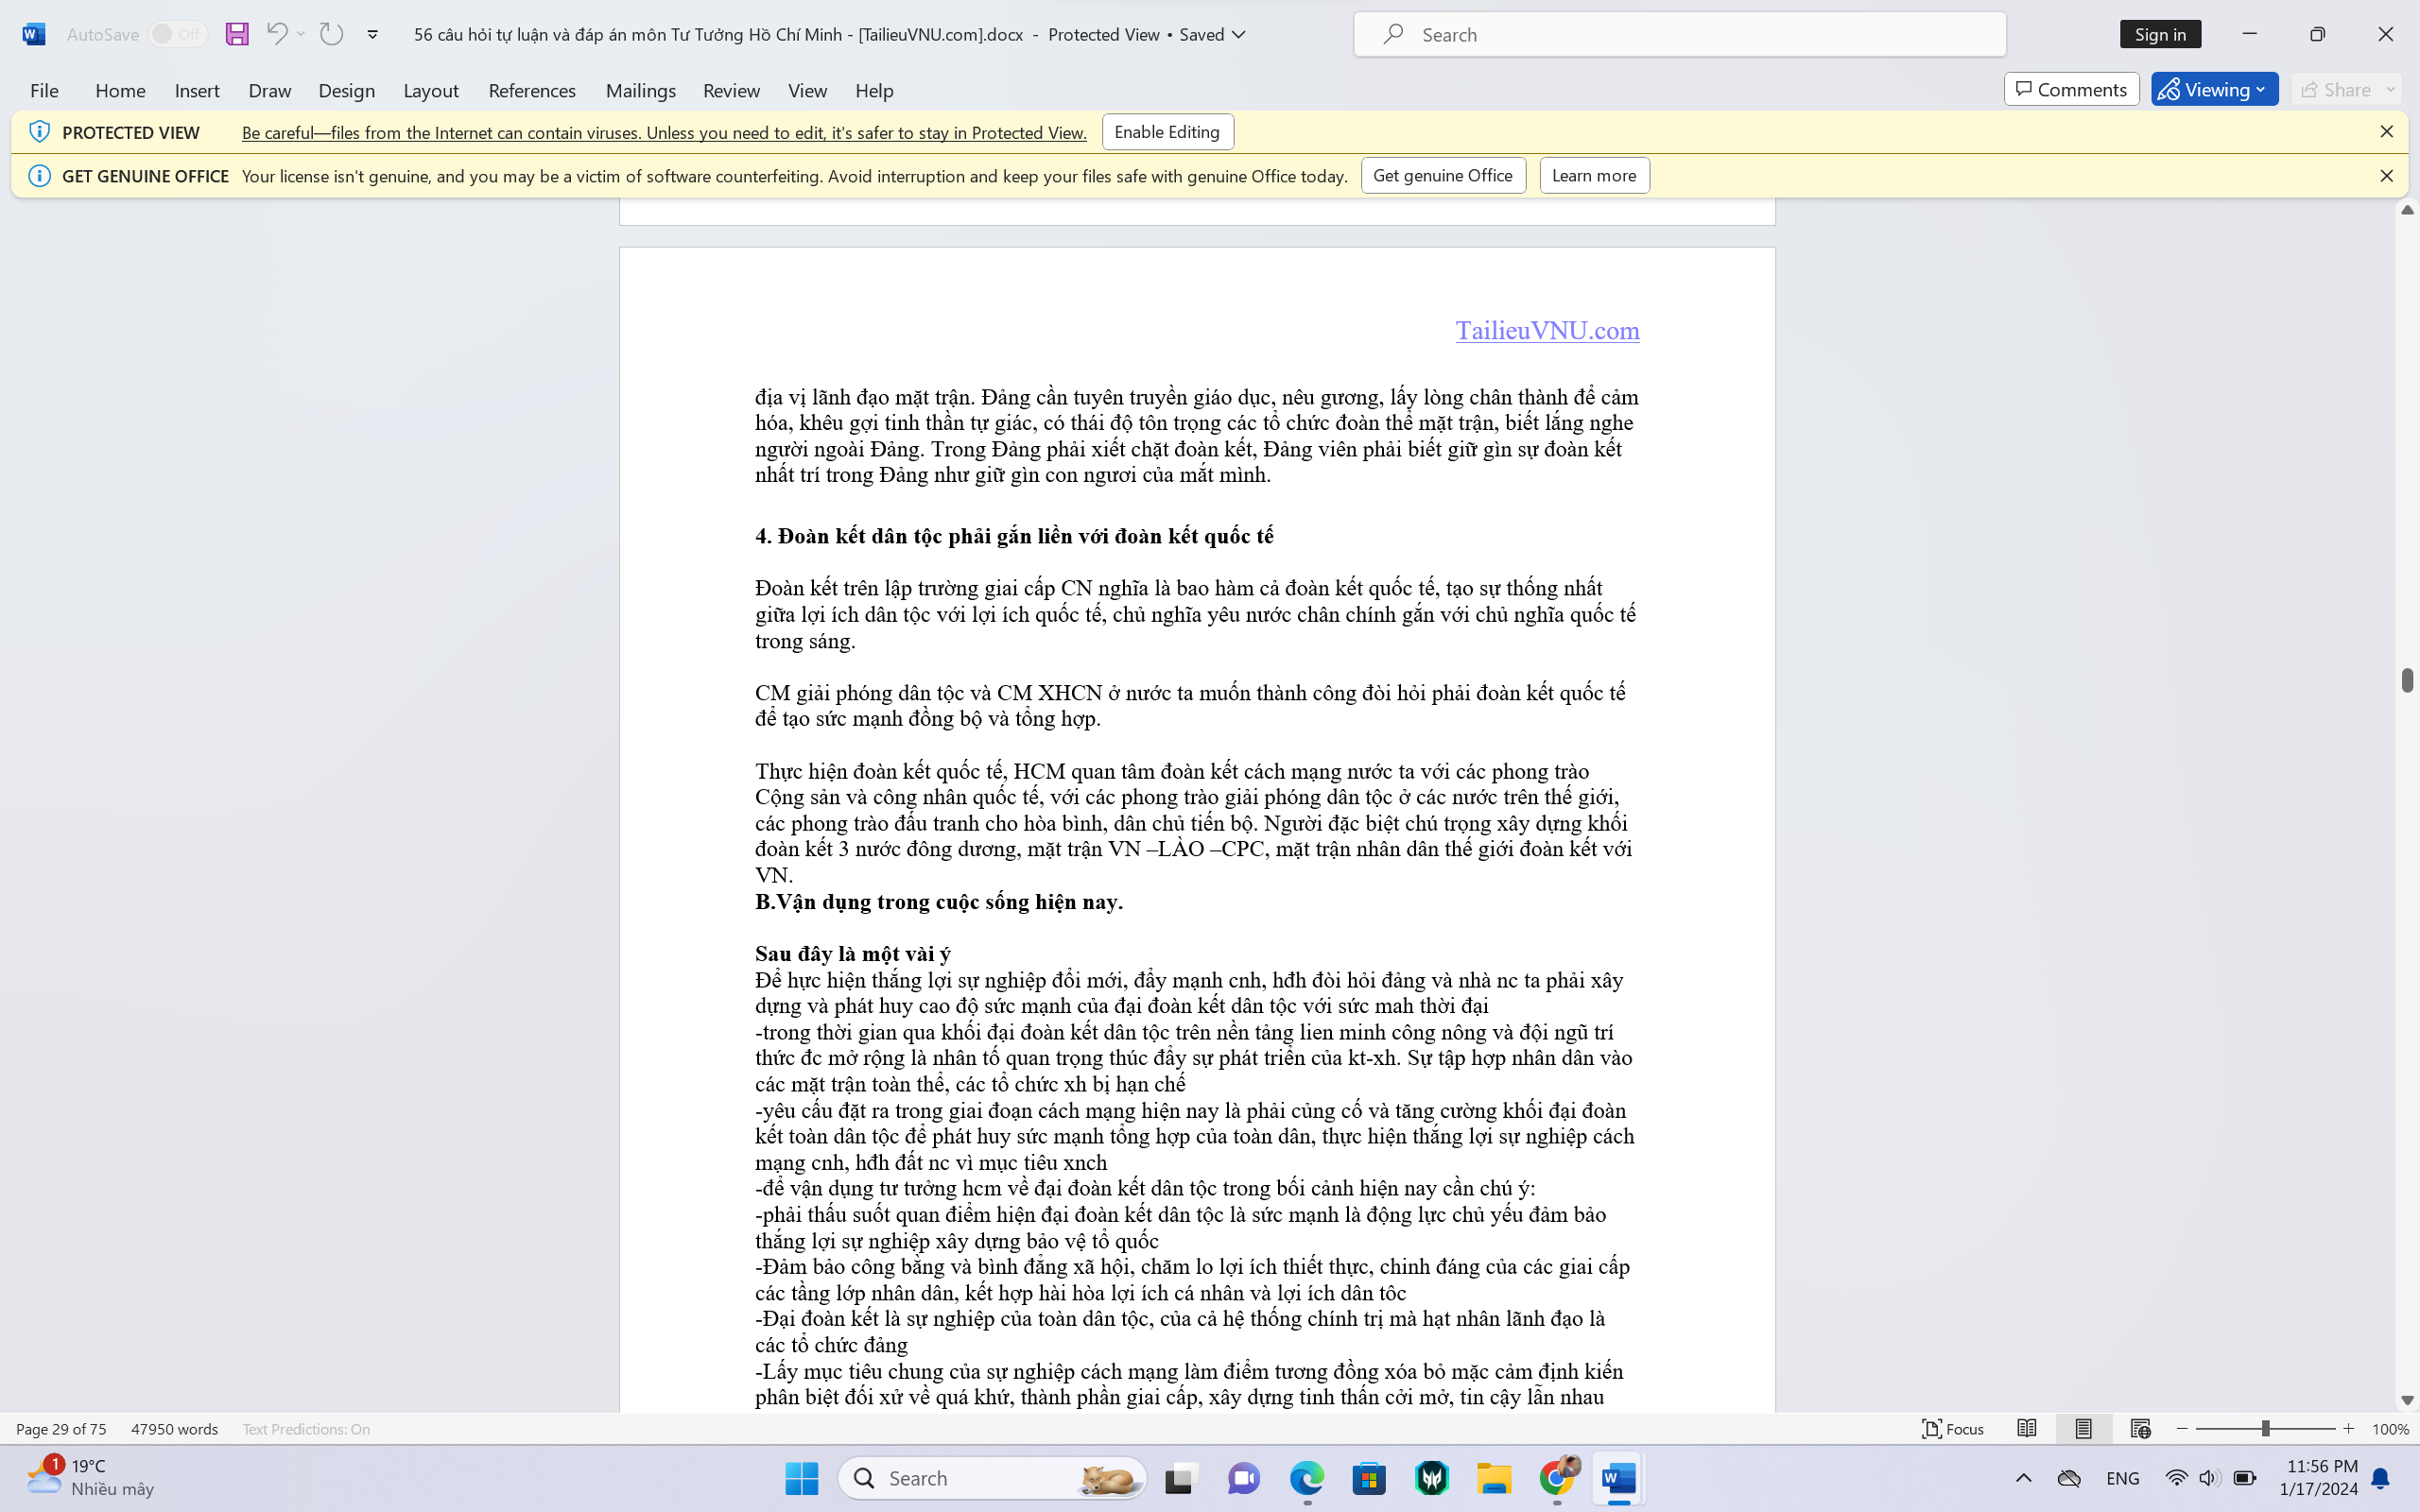 AutoSave Off 56 câu hỏi tự luận và đáp án môn Tư Tưởng Hồ Chí Minh - [TailieuVNU.com].docx - Protected View • Saved Search Sign in
File Home Insert Draw Design Layout References Mailings Review View Help Comments Viewing Share
PROTECTED VIEW Be careful—files from the Internet can contain viruses. Unless you need to edit, it's safer to stay in Protected View. Enable Editing
GET GENUINE OFFICE Your license isn't genuine, and you may be a victim of software counterfeiting. Avoid interruption and keep your files safe with genuine Office today. Get genuine Office Learn more
TailieuVNU.com
địa vị lãnh đạo mặt trận. Đảng cần tuyên truyền giáo dục, nêu gương, lấy lòng chân thành để cảm
hóa, khêu gợi tinh thần tự giác, có thái độ tôn trọng các tổ chức đoàn thể mặt trận, biết lắng nghe
người ngoài Đảng. Trong Đảng phải xiết chặt đoàn kết, Đảng viên phải biết giữ gìn sự đoàn kết
nhất trí trong Đảng như giữ gìn con ngươi của mắt mình.
4. Đoàn kết dân tộc phải gắn liền với đoàn kết quốc tế
Đoàn kết trên lập trường giai cấp CN nghĩa là bao hàm cả đoàn kết quốc tế, tạo sự thống nhất
giữa lợi ích dân tộc với lợi ích quốc tế, chủ nghĩa yêu nước chân chính gắn với chủ nghĩa quốc tế
trong sáng.
CM giải phóng dân tộc và CM XHCN ở nước ta muốn thành công đòi hỏi phải đoàn kết quốc tế
để tạo sức mạnh đồng bộ và tổng hợp.
Thực hiện đoàn kết quốc tế, HCM quan tâm đoàn kết cách mạng nước ta với các phong trào
Cộng sản và công nhân quốc tế, với các phong trào giải phóng dân tộc ở các nước trên thế giới,
các phong trào đấu tranh cho hòa bình, dân chủ tiến bộ. Người đặc biệt chú trọng xây dựng khối
đoàn kết 3 nước đông dương, mặt trận VN –LÀO –CPC, mặt trận nhân dân thế giới đoàn kết với
VN.
B.Vận dụng trong cuộc sống hiện nay.
Sau đây là một vài ý
Để hực hiện thắng lợi sự nghiệp đổi mới, đẩy mạnh cnh, hđh đòi hỏi đảng và nhà nc ta phải xây
dựng và phát huy cao độ sức mạnh của đại đoàn kết dân tộc với sức mah thời đại
-trong thời gian qua khối đại đoàn kết dân tộc trên nền tảng lien minh công nông và đội ngũ trí
thức đc mở rộng là nhân tố quan trọng thúc đẩy sự phát triển của kt-xh. Sự tập hợp nhân dân vào
các mặt trận toàn thể, các tổ chức xh bị hạn chế
-yêu cấu đặt ra trong giai đoạn cách mạng hiện nay là phải củng cố và tăng cường khối đại đoàn
kết toàn dân tộc để phát huy sức mạnh tổng hợp của toàn dân, thực hiện thắng lợi sự nghiệp cách
mạng cnh, hđh đất nc vì mục tiêu xnch
-để vận dụng tư tưởng hcm về đại đoàn kết dân tộc trong bối cảnh hiện nay cần chú ý:
-phải thấu suốt quan điểm hiện đại đoàn kết dân tộc là sức mạnh là động lực chủ yếu đảm bảo
thắng lợi sự nghiệp xây dựng bảo vệ tổ quốc
-Đảm bảo công bằng và bình đẳng xã hội, chăm lo lợi ích thiết thực, chinh đáng của các giai cấp
các tầng lớp nhân dân, kết hợp hài hòa lợi ích cá nhân và lợi ích dân tôc
-Đại đoàn kết là sự nghiệp của toàn dân tộc, của cả hệ thống chính trị mà hạt nhân lãnh đạo là
các tổ chức đảng
-Lấy mục tiêu chung của sự nghiệp cách mạng làm điểm tương đồng xóa bỏ mặc cảm định kiến
phân biệt đối xử về quá khứ, thành phần giai cấp, xây dựng tinh thấn cởi mở, tin cậy lẫn nhau
Page 29 of 75 47950 words Text Predictions: On Focus 100%
1 19°C Search ENG 11:56 PM
Nhiều mây 1/17/2024